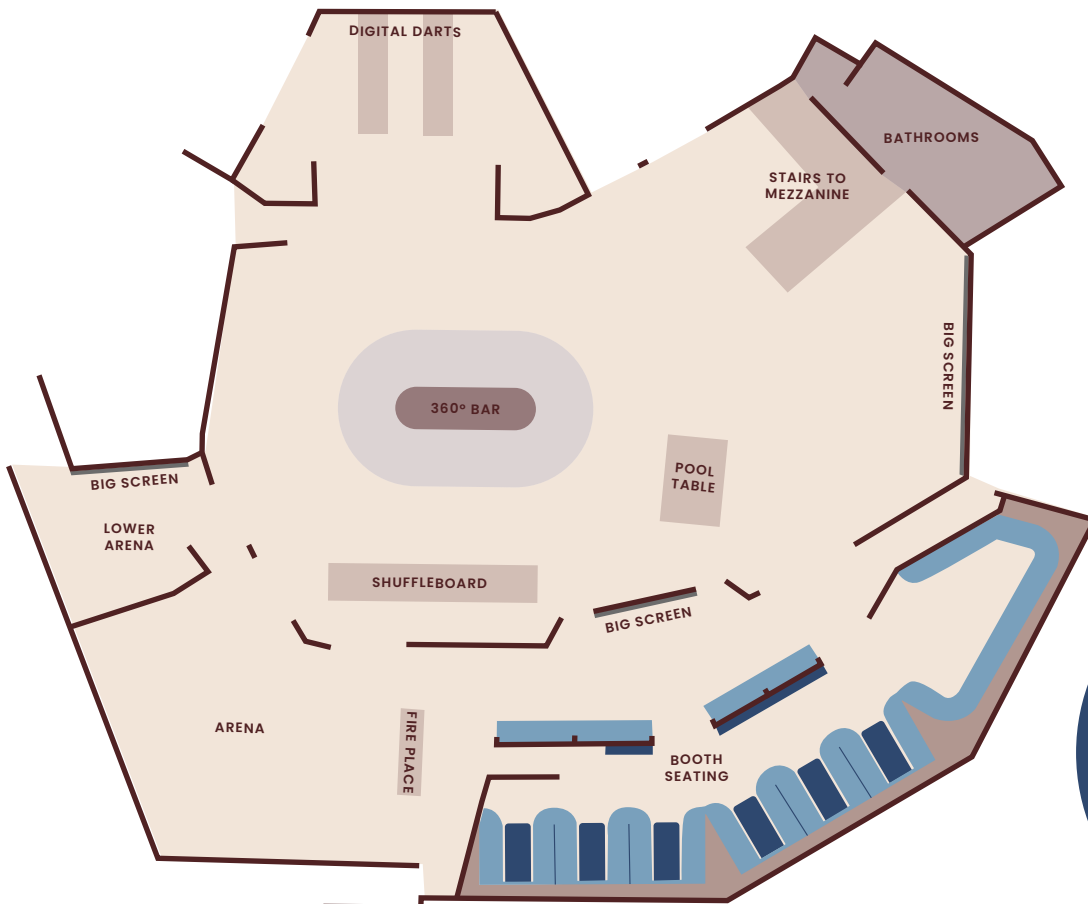 DIGITAL DARTS
BATHROOMS
STAIRS TO
MEZZANINE
BIG SCREEN
360° BAR
POOL
TABLE
BIG SCREEN
LOWER
ARENA
SHUFFLEBOARD
BIG SCREEN
ARENA
FIRE PLACE
BOOTH
SEATING